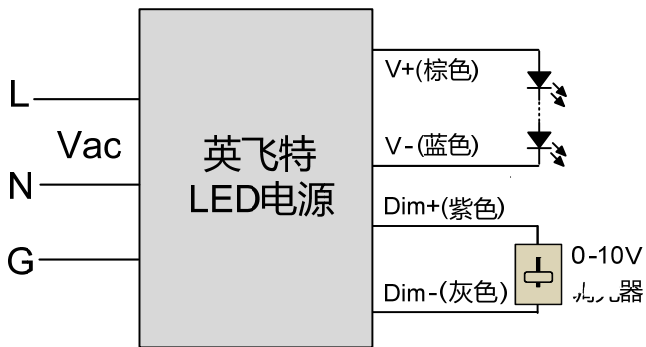 L
Vac
N
G
英飞特
LED电源
V+(棕色)
V-(蓝色)
Dim+(紫色)
Dim-(灰色)
0-10V
器